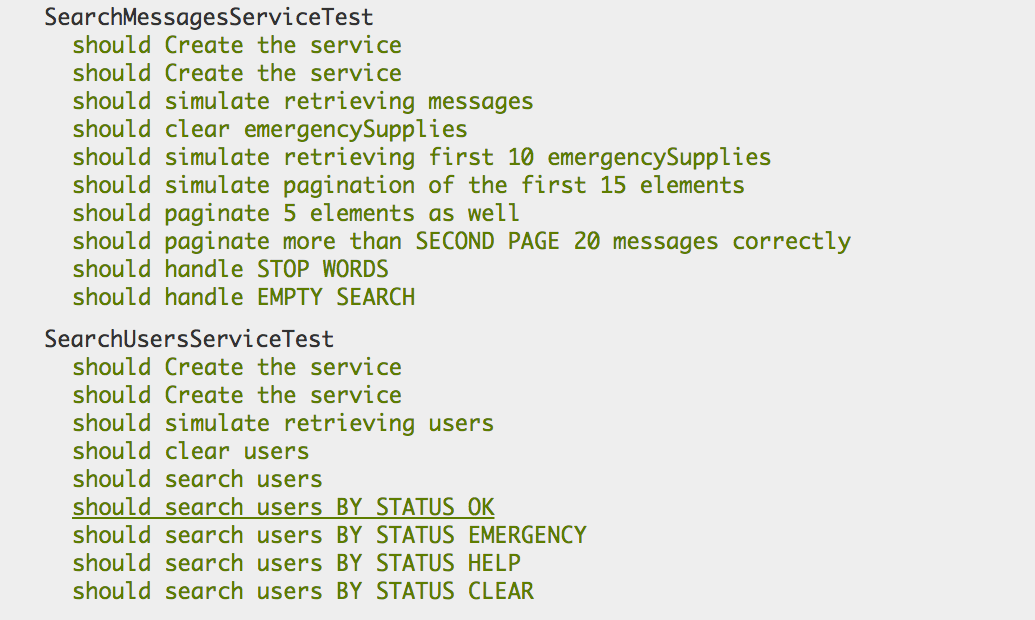 SearchMessagesServiceTest
should Create the service
should Create the service
should simulate retrieving messages
should clear emergencySupplies
should simulate retrieving first 10 emergencySupplies
should simulate pagination of the first 15 elements
should paginate 5 elements as well
should paginate more than SECOND PAGE 20 messages correctly
should handle STOP WORDS
should handle EMPTY SEARCH
SearchUsersServiceTest
should Create the service
should Create the service
should simulate retrieving users
should clear users
should search users
should search users BY STATUS OK
should search users BY STATUS EMERGENCY
should search users BY STATUS HELP
should search users BY STATUS CLEAR